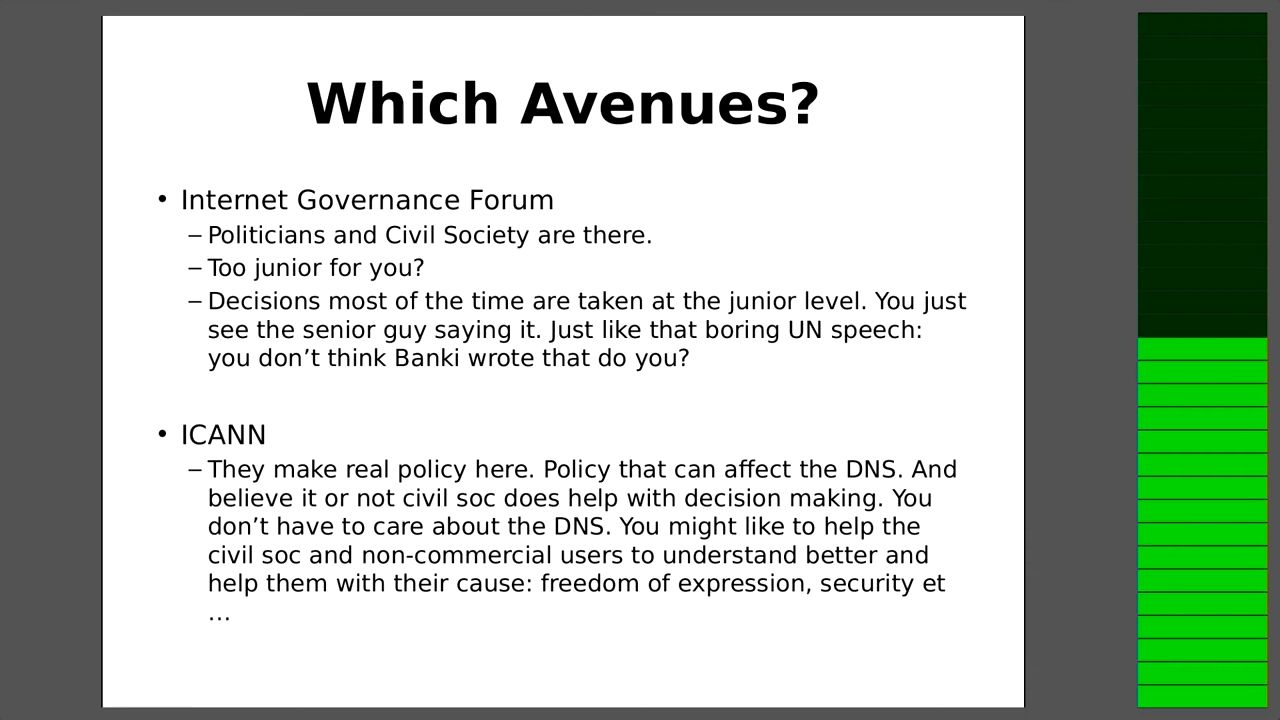 Which Avenues?
• Internet Governance Forum
– Politicians and Civil Society are there.
– Too junior for you?
– Decisions most of the time are taken at the junior level. You just
see the senior guy saying it. Just like that boring UN speech:
you don’t think Banki wrote that do you?
• ICANN
– They make real policy here. Policy that can affect the DNS. And
believe it or not civil soc does help with decision making. You
don’t have to care about the DNS. You might like to help the
civil soc and non-commercial users to understand better and
help them with their cause: freedom of expression, security et
…